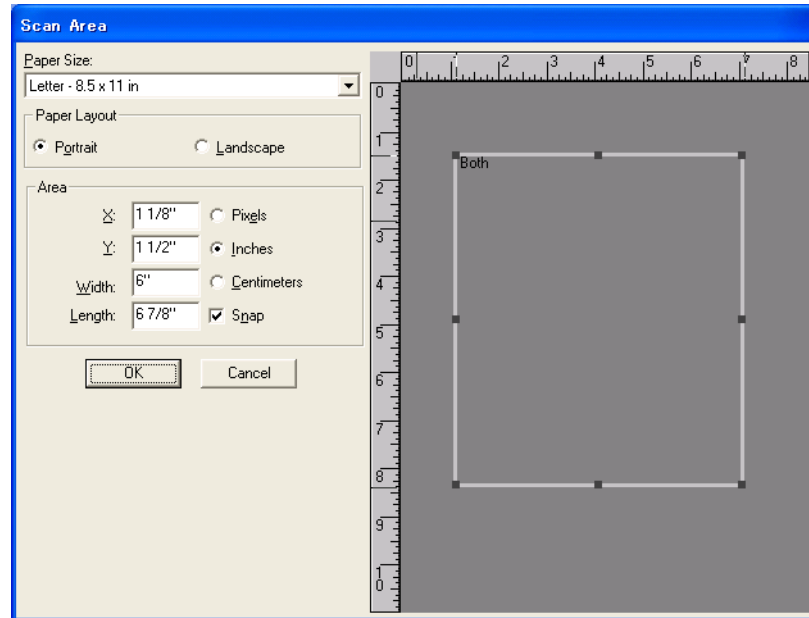 Scan Area
Paper Size:
Letter - 8.5 x 11 in
Paper Layout
Portrait
Landscape
Area
X: 1 1/8" Pixels
Y: 1 1/2" Inches
Width: 6" Centimeters
Length: 6 7/8" Snap
OK Cancel
0 1 2 3 4 5 6 7 8
0
1
2
3
4
5
6
7
8
9
10
Both